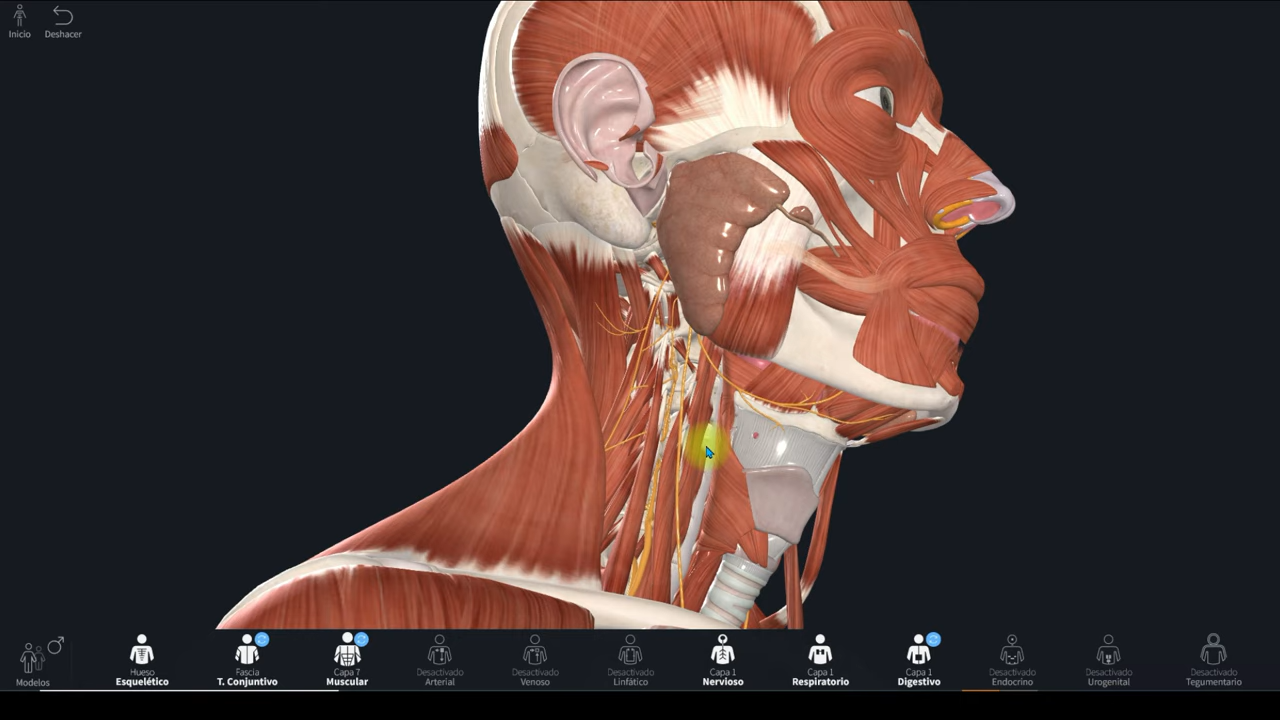 Inicio
Deshacer
Modelos
Hueso
Esquelético
Fascia
T. Conjuntivo
Capa 7
Muscular
Desactivado
Arterial
Desactivado
Venoso
Desactivado
Linfático
Capa 1
Nervioso
Capa 1
Respiratorio
Capa 1
Digestivo
Desactivado
Endocrino
Desactivado
Urogenital
Desactivado
Tegumentario